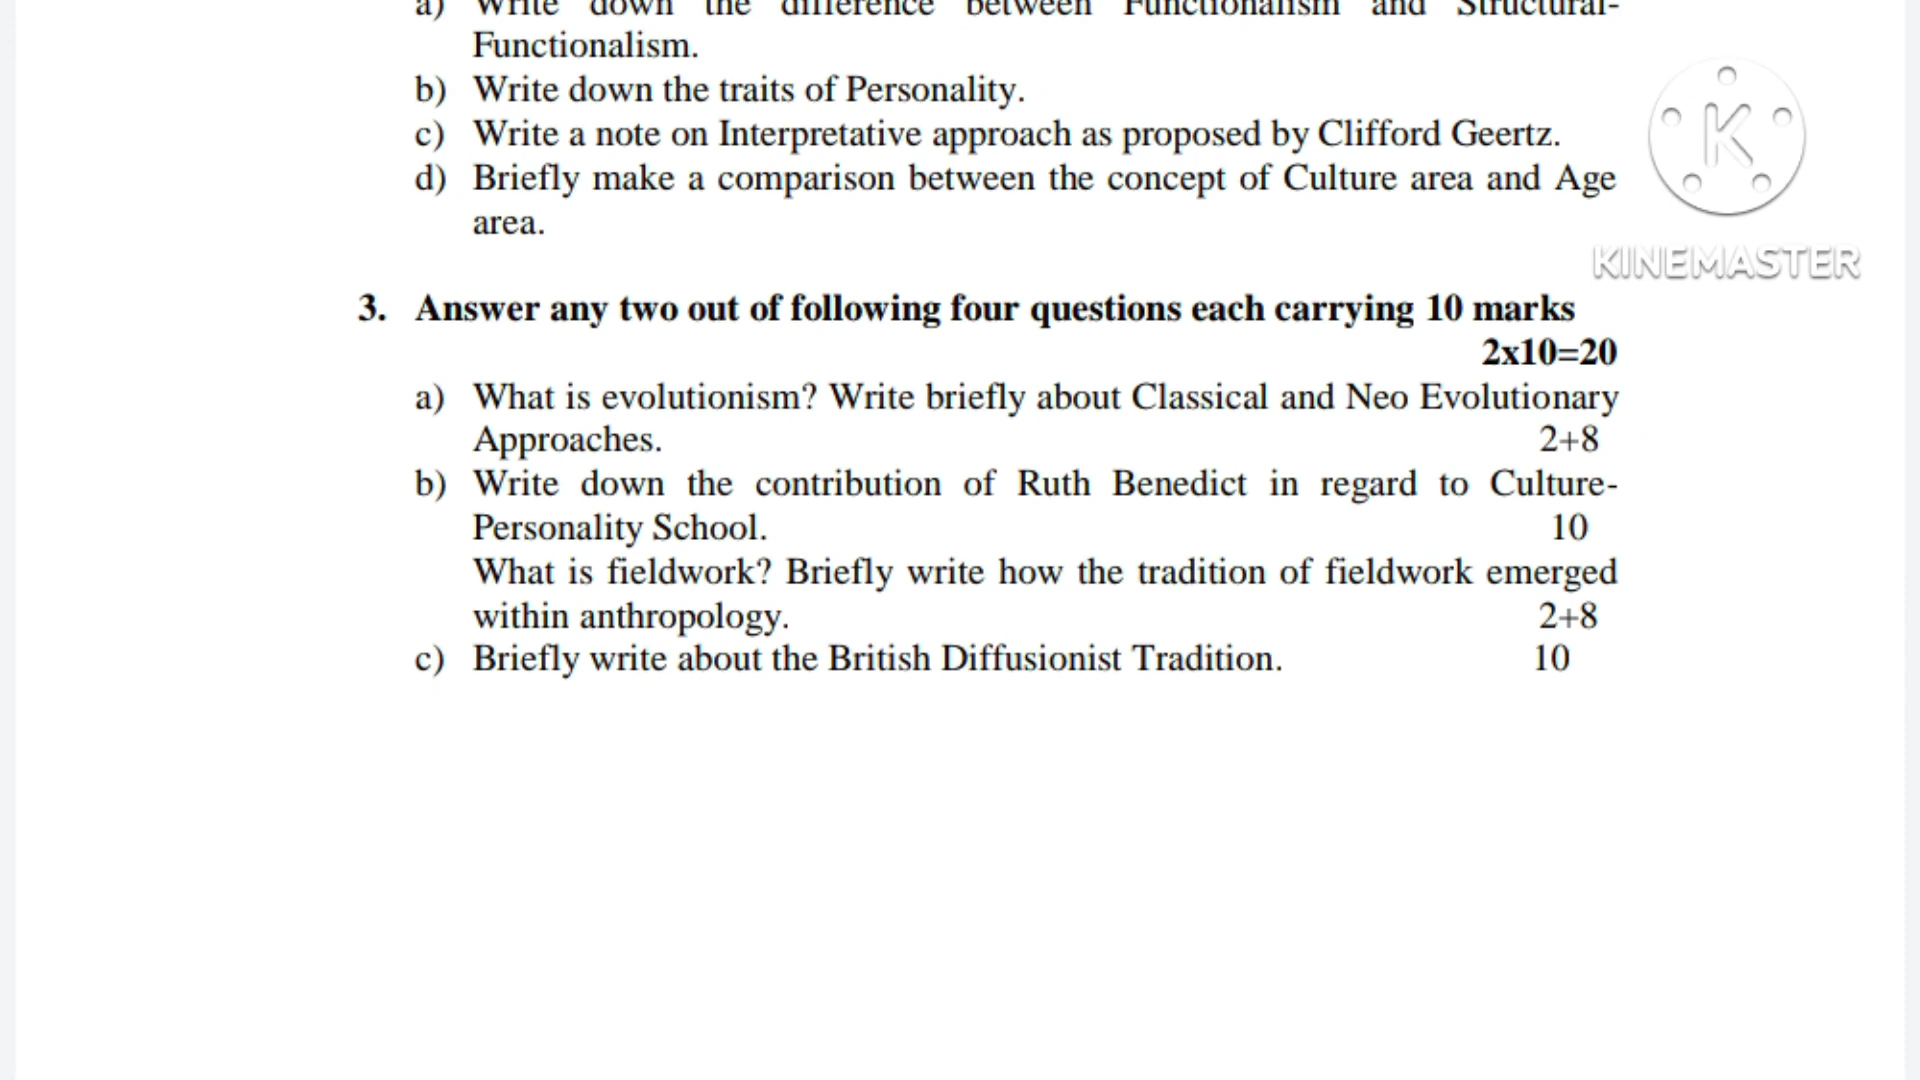 a) Write down the difference between Functionalism and Structural-
Functionalism.
b) Write down the traits of Personality.
c) Write a note on Interpretative approach as proposed by Clifford Geertz.
d) Briefly make a comparison between the concept of Culture area and Age
area.
K
KINEMASTER
3. Answer any two out of following four questions each carrying 10 marks
2x10=20
a) What is evolutionism? Write briefly about Classical and Neo Evolutionary
Approaches. 2+8
b) Write down the contribution of Ruth Benedict in regard to Culture-
Personality School. 10
What is fieldwork? Briefly write how the tradition of fieldwork emerged
within anthropology. 2+8
c) Briefly write about the British Diffusionist Tradition. 10